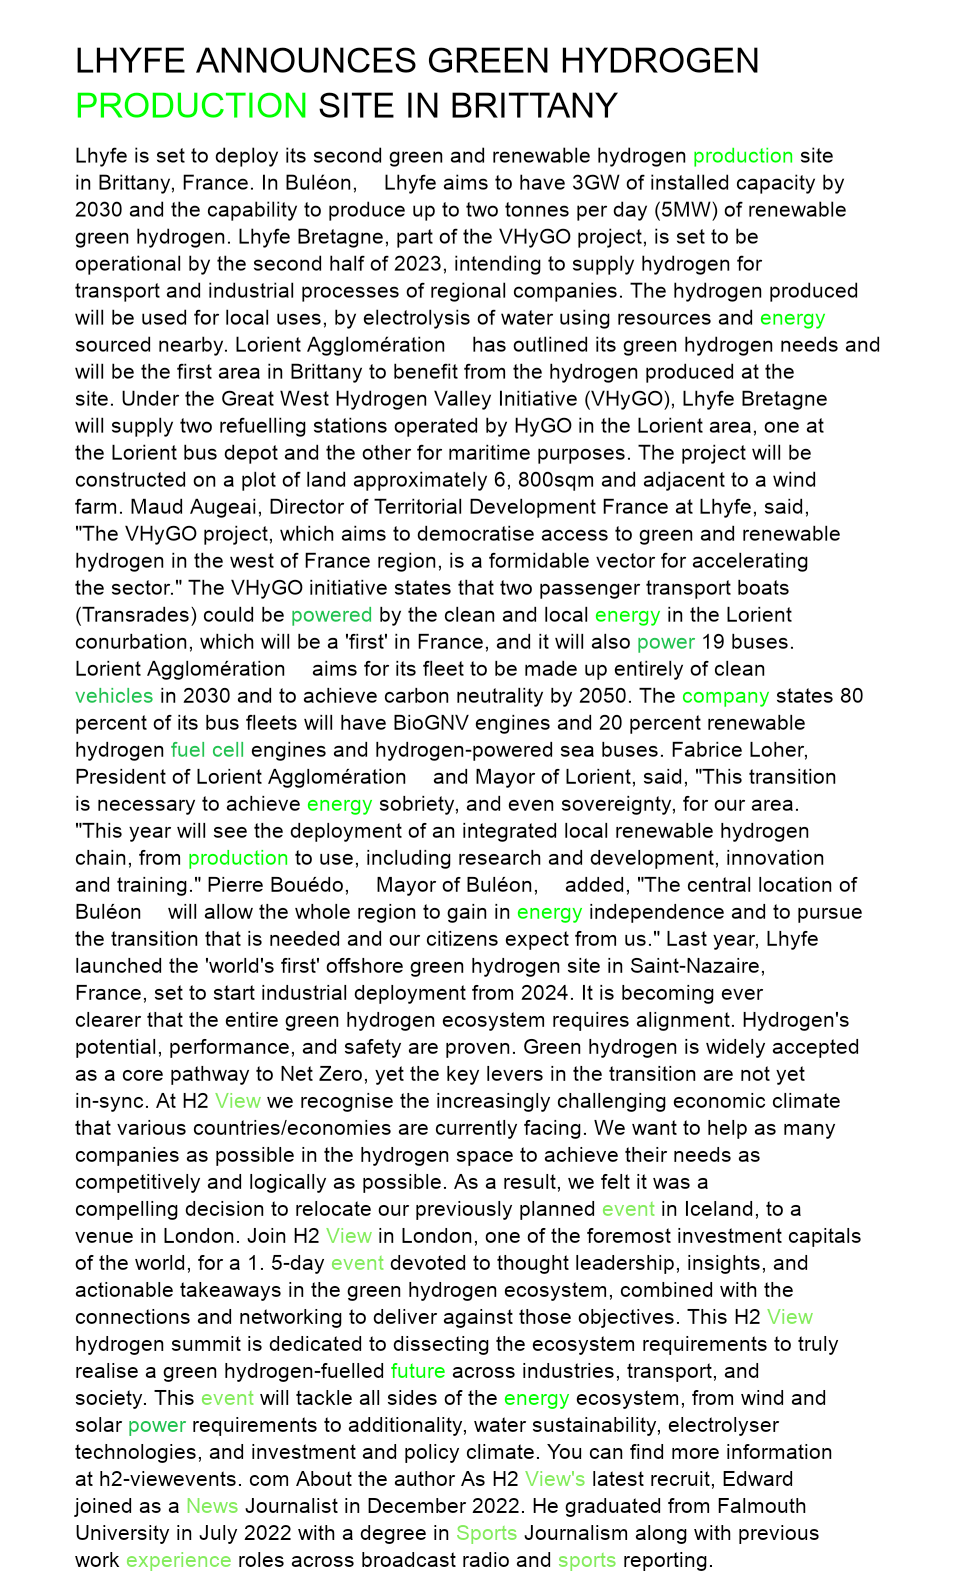 LHYFE ANNOUNCES GREEN HYDROGEN
PRODUCTION SITE IN BRITTANY
Lhyfe is set to deploy its second green and renewable hydrogen production site
in Brittany, France. In Buléon, Lhyfe aims to have 3GW of installed capacity by
2030 and the capability to produce up to two tonnes per day (5MW) of renewable
green hydrogen. Lhyfe Bretagne, part of the VHyGO project, is set to be
operational by the second half of 2023, intending to supply hydrogen for
transport and industrial processes of regional companies. The hydrogen produced
will be used for local uses, by electrolysis of water using resources and energy
sourced nearby. Lorient Agglomération has outlined its green hydrogen needs and
will be the first area in Brittany to benefit from the hydrogen produced at the
site. Under the Great West Hydrogen Valley Initiative (VHyGO), Lhyfe Bretagne
will supply two refuelling stations operated by HyGO in the Lorient area, one at
the Lorient bus depot and the other for maritime purposes. The project will be
constructed on a plot of land approximately 6, 800sqm and adjacent to a wind
farm. Maud Augeai, Director of Territorial Development France at Lhyfe, said,
"The VHyGO project, which aims to democratise access to green and renewable
hydrogen in the west of France region, is a formidable vector for accelerating
the sector." The VHyGO initiative states that two passenger transport boats
(Transrades) could be powered by the clean and local energy in the Lorient
conurbation, which will be a 'first' in France, and it will also power 19 buses.
Lorient Agglomération aims for its fleet to be made up entirely of clean
vehicles in 2030 and to achieve carbon neutrality by 2050. The company states 80
percent of its bus fleets will have BioGNV engines and 20 percent renewable
hydrogen fuel cell engines and hydrogen-powered sea buses. Fabrice Loher,
President of Lorient Agglomération and Mayor of Lorient, said, "This transition
is necessary to achieve energy sobriety, and even sovereignty, for our area.
"This year will see the deployment of an integrated local renewable hydrogen
chain, from production to use, including research and development, innovation
and training." Pierre Bouédo, Mayor of Buléon, added, "The central location of
Buléon will allow the whole region to gain in energy independence and to pursue
the transition that is needed and our citizens expect from us." Last year, Lhyfe
launched the 'world's first' offshore green hydrogen site in Saint-Nazaire,
France, set to start industrial deployment from 2024. It is becoming ever
clearer that the entire green hydrogen ecosystem requires alignment. Hydrogen's
potential, performance, and safety are proven. Green hydrogen is widely accepted
as a core pathway to Net Zero, yet the key levers in the transition are not yet
in-sync. At H2 View we recognise the increasingly challenging economic climate
that various countries/economies are currently facing. We want to help as many
companies as possible in the hydrogen space to achieve their needs as
competitively and logically as possible. As a result, we felt it was a
compelling decision to relocate our previously planned event in Iceland, to a
venue in London. Join H2 View in London, one of the foremost investment capitals
of the world, for a 1. 5-day event devoted to thought leadership, insights, and
actionable takeaways in the green hydrogen ecosystem, combined with the
connections and networking to deliver against those objectives. This H2 View
hydrogen summit is dedicated to dissecting the ecosystem requirements to truly
realise a green hydrogen-fuelled future across industries, transport, and
society. This event will tackle all sides of the energy ecosystem, from wind and
solar power requirements to additionality, water sustainability, electrolyser
technologies, and investment and policy climate. You can find more information
at h2-viewevents. com About the author As H2 View's latest recruit, Edward
joined as a News Journalist in December 2022. He graduated from Falmouth
University in July 2022 with a degree in Sports Journalism along with previous
work experience roles across broadcast radio and sports reporting.